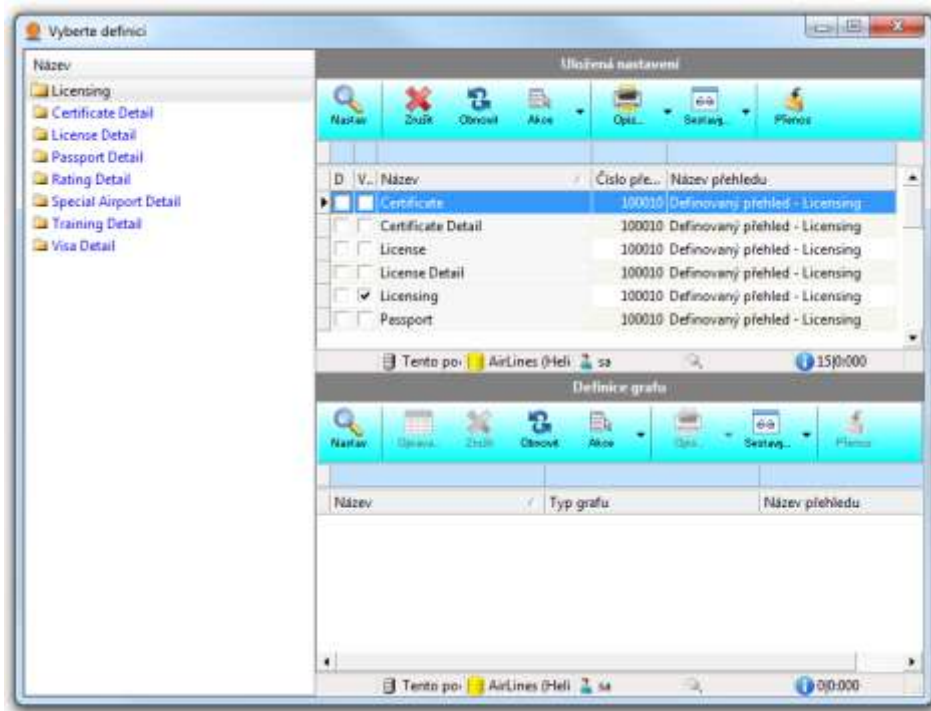 Vyberte definici
Název
Licensing
Certificate Detail
License Detail
Passport Detail
Rating Detail
Special Airport Detail
Training Detail
Visa Detail
Uložená nastavení
Nastav Zrušit Obnovit Akce Opis... Sestavy... Přenos
D V.. Název Číslo pře... Název přehledu
Certificate 100010 Definovaný přehled - Licensing
Certificate Detail 100010 Definovaný přehled - Licensing
License 100010 Definovaný přehled - Licensing
License Detail 100010 Definovaný přehled - Licensing
Licensing 100010 Definovaný přehled - Licensing
Passport 100010 Definovaný přehled - Licensing
Tento po AirLines (Heli sa 15|0:000
Definice grafu
Nastav Oprava... Zrušit Obnovit Akce Opis... Sestavy... Přenos
Název Typ grafu Název přehledu
Tento po AirLines (Heli sa 0|0:000